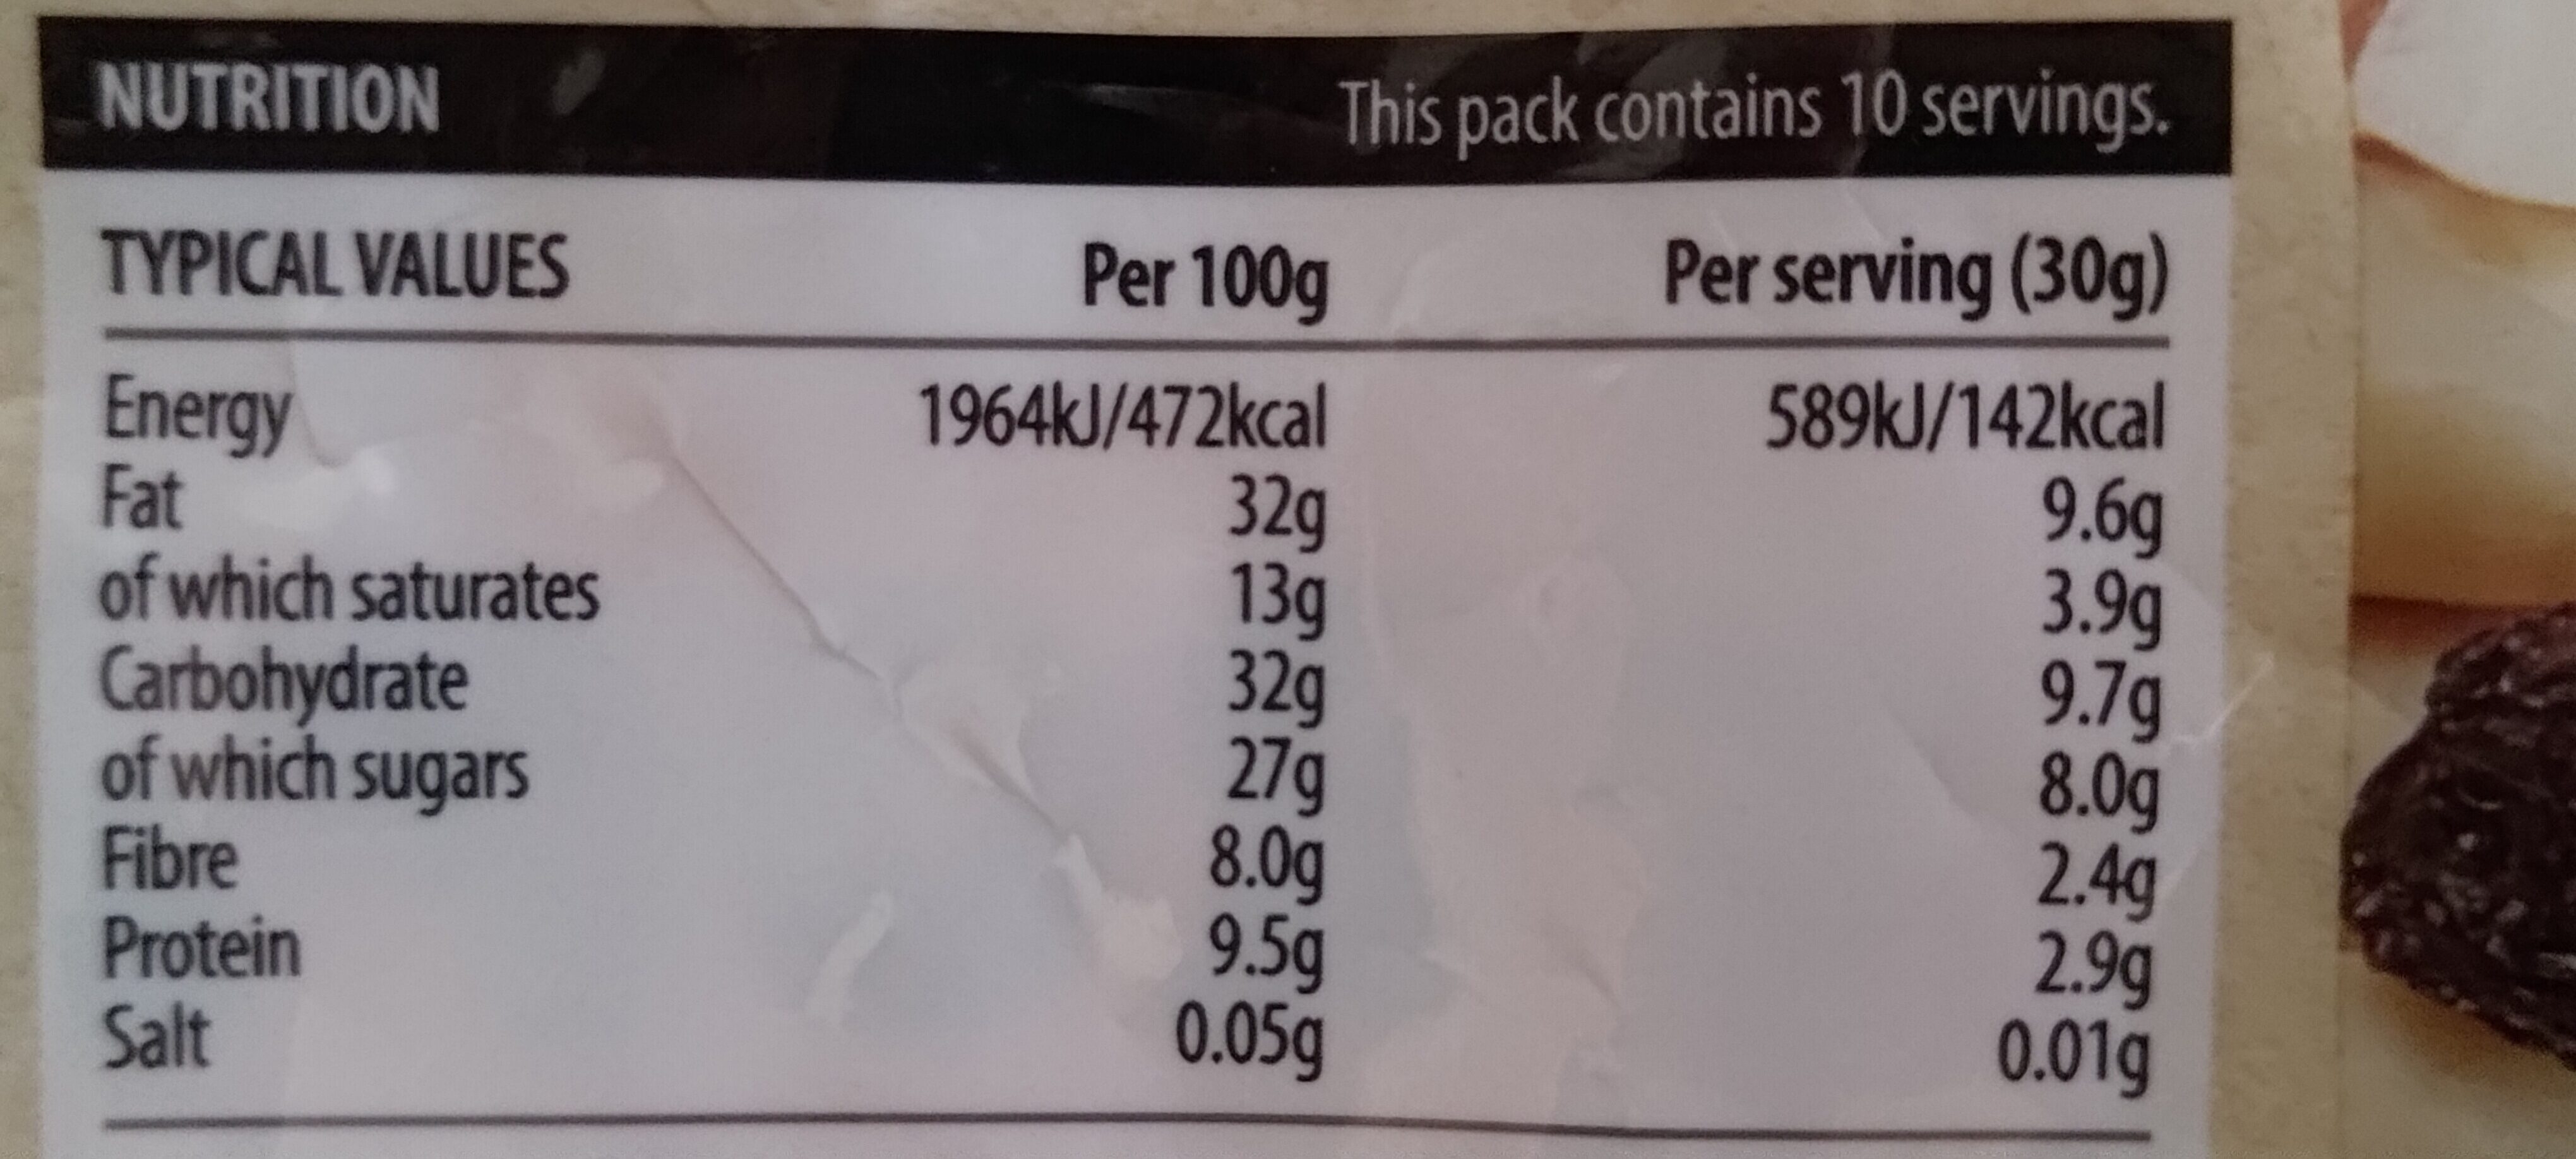 NUTRITION This pack contains 10 servings.
TYPICAL VALUES Per 100g Per serving (30g)
Energy 1964kJ/472kcal 589kJ/142kcal
Fat 32g 9.6g
of which saturates 13g 3.9g
Carbohydrate 32g 9.7g
of which sugars 27g 8.0g
Fibre 8.0g 2.4g
Protein 9.5g 2.9g
Salt 0.05g 0.01g